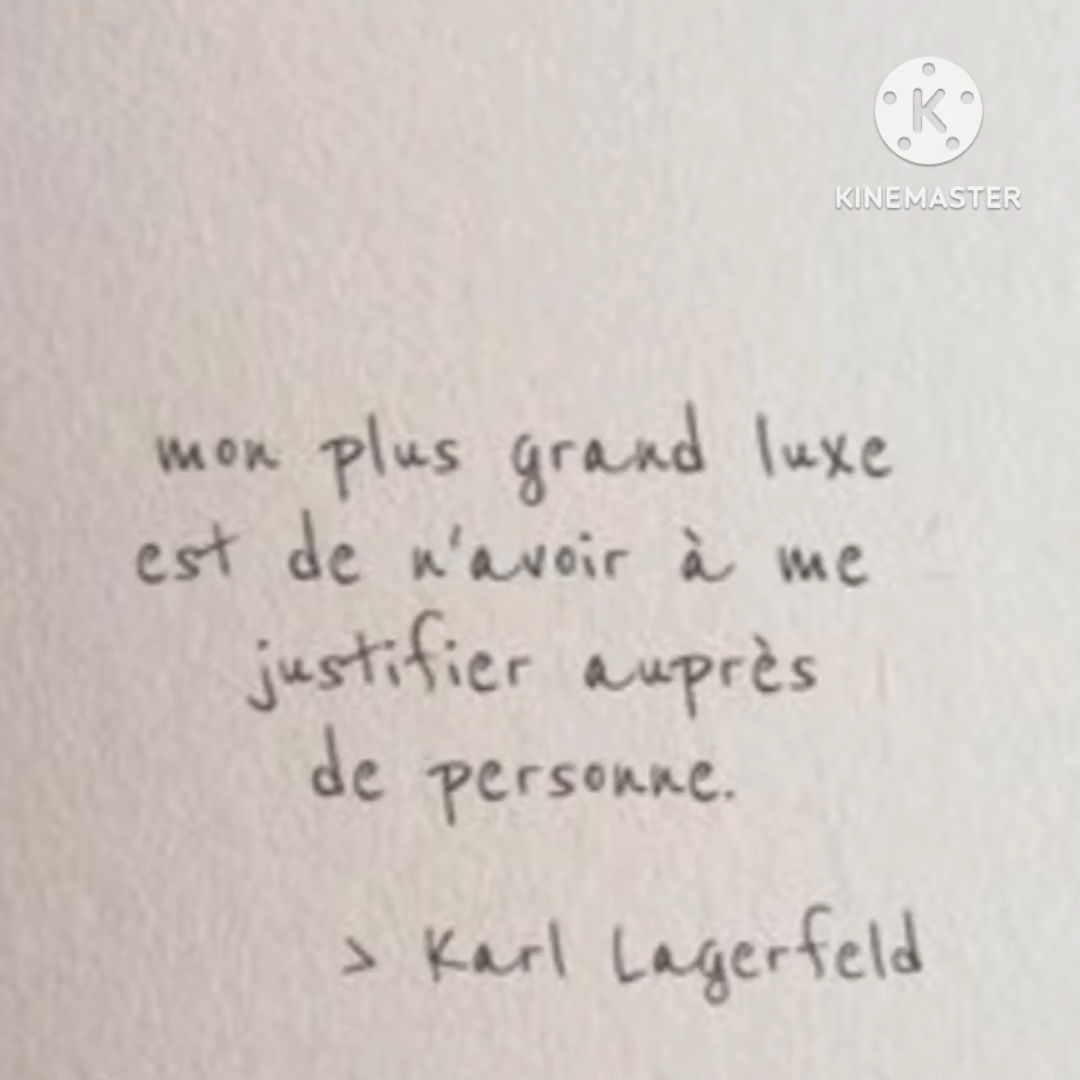 K
KINEMASTER
mon plus grand luxe
est de n'avoir à me
justifier auprès
de personne.
> Karl Lagerfeld